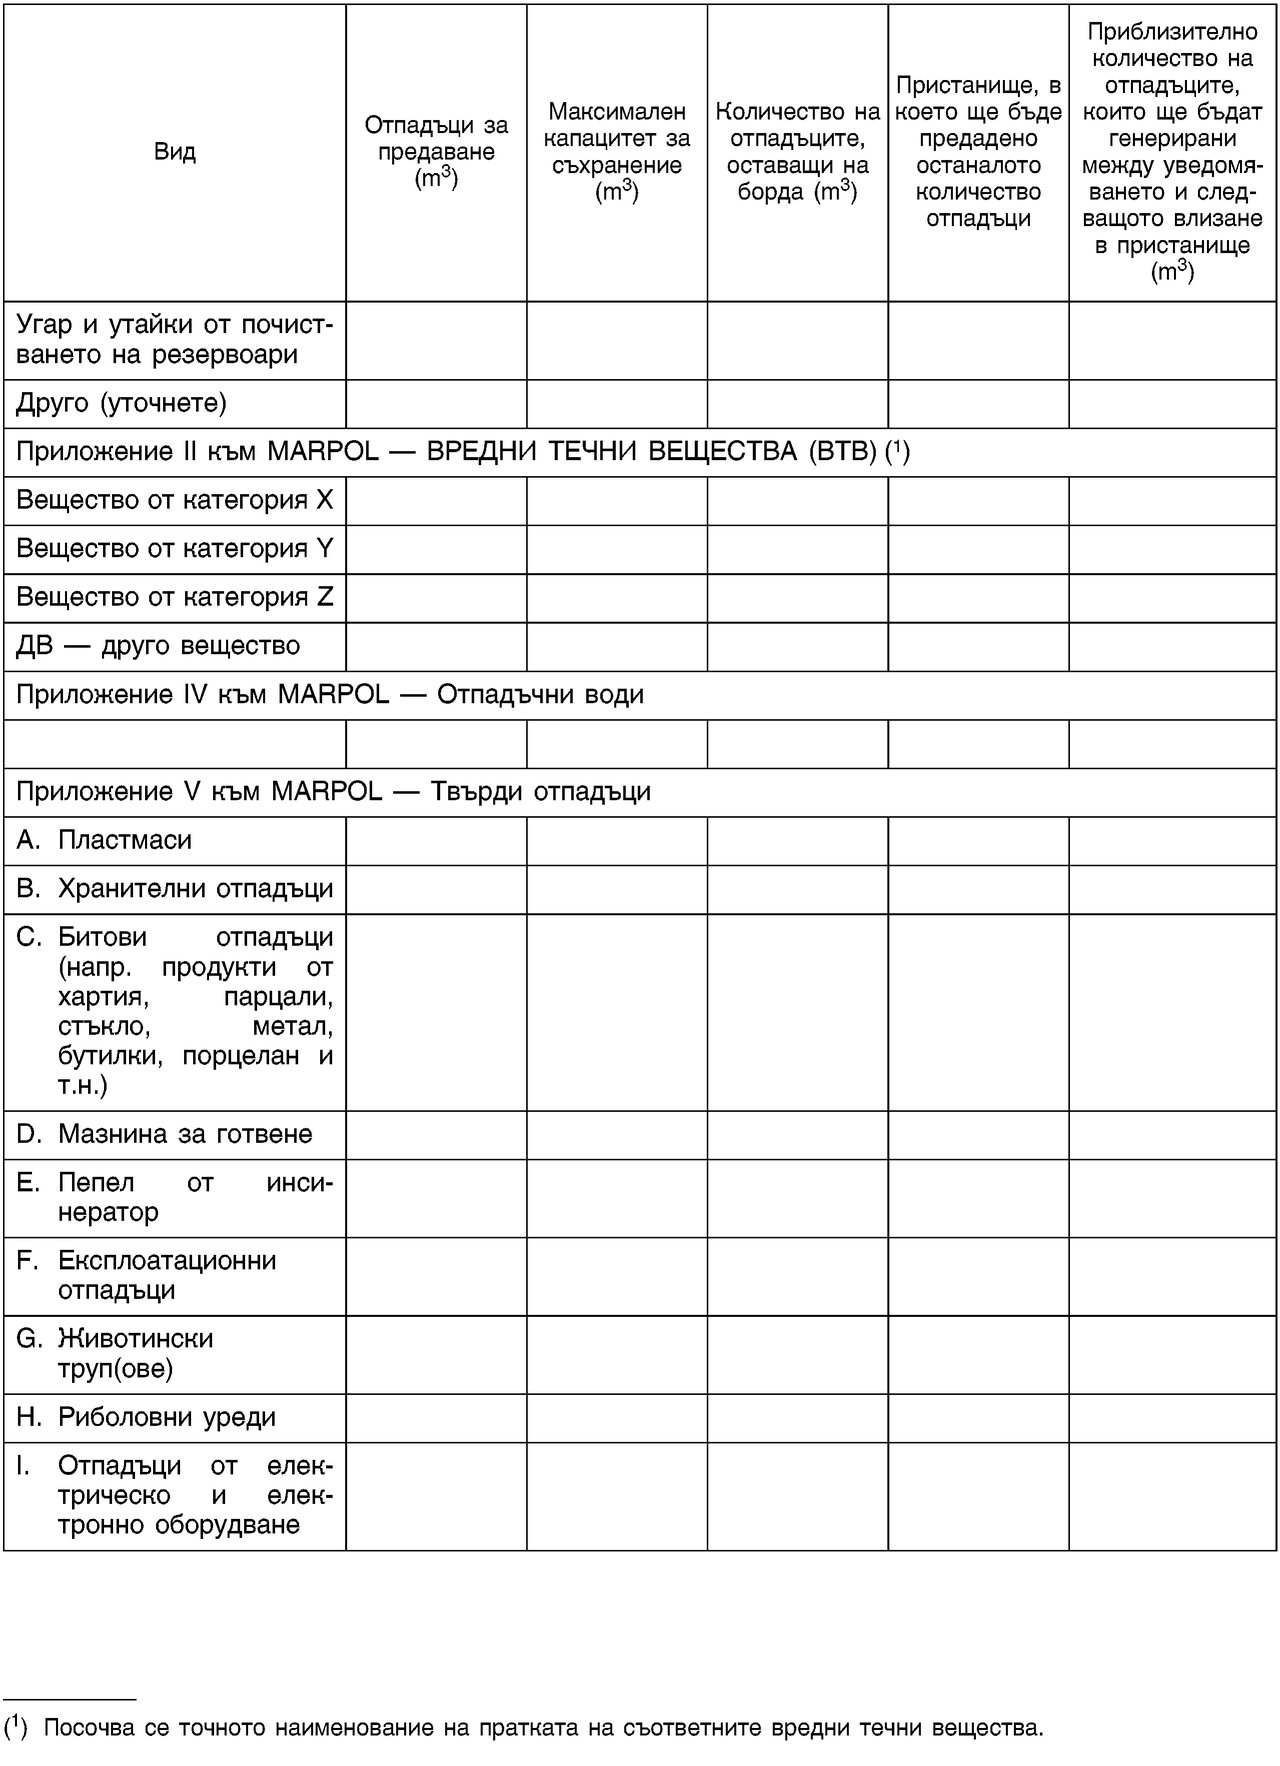 Вид
Отпадъци за
предаване
(m³)
Максимален
капацитет за
съхранение
(m³)
Количество на
отпадъците,
оставащи на
борда (m³)
Пристанище, в
което ще бъде
предадено
останалото
количество
отпадъци
Приблизително
количество на
отпадъците,
които ще бъдат
генерирани
между уведомя-
ването и след-
ващото влизане
в пристанище
(m³)
Угар и утайки от почист-
ването на резервоари
Друго (уточнете)
Приложение II към MARPOL — ВРЕДНИ ТЕЧНИ ВЕЩЕСТВА (ВТВ) (¹)
Вещество от категория X
Вещество от категория Y
Вещество от категория Z
ДВ — друго вещество
Приложение IV към MARPOL — Отпадъчни води
Приложение V към MARPOL — Твърди отпадъци
A. Пластмаси
B. Хранителни отпадъци
C. Битови отпадъци
(напр. продукти от
хартия, парцали,
стъкло, метал,
бутилки, порцелан и
т.н.)
D. Мазнина за готвене
E. Пепел от инси-
нератор
F. Експлоатационни
отпадъци
G. Животински
труп(ове)
H. Риболовни уреди
I. Отпадъци от елек-
трическо и елек-
тронно оборудване
(¹) Посочва се точното наименование на пратката на съответните вредни течни вещества.